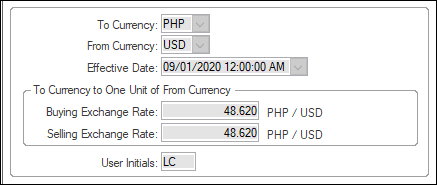 To Currency: PHP
From Currency: USD
Effective Date: 09/01/2020 12:00:00 AM
To Currency to One Unit of From Currency
Buying Exchange Rate: 48.620 PHP / USD
Selling Exchange Rate: 48.620 PHP / USD
User Initials: LC